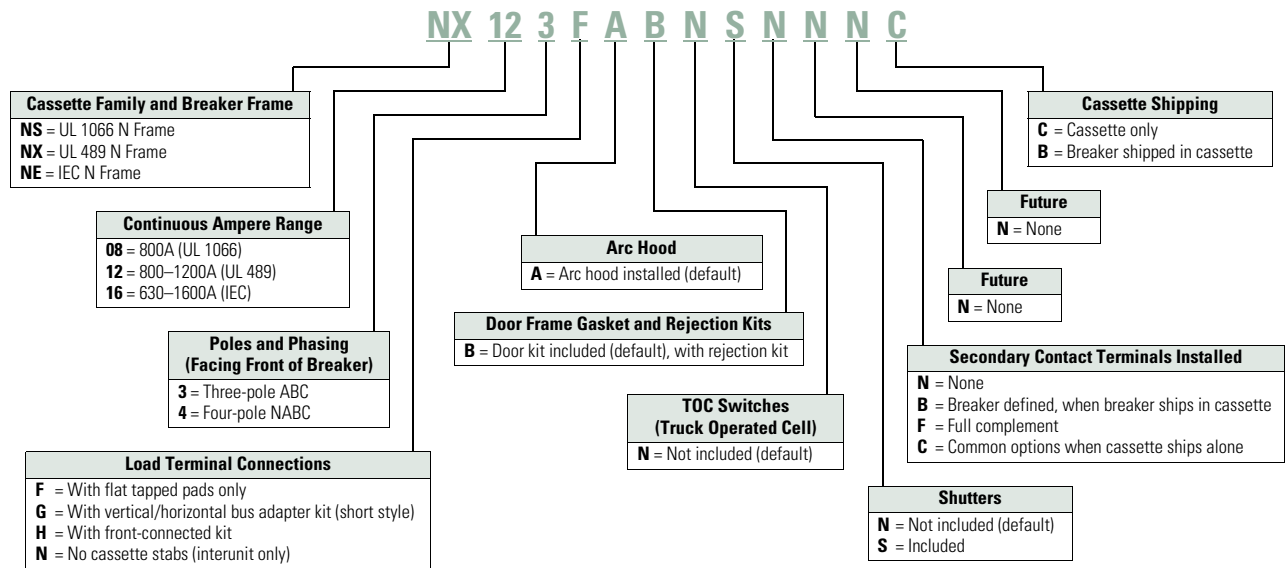 NX 12 3 F A B N S N N N C
Cassette Family and Breaker Frame
NS = UL 1066 N Frame
NX = UL 489 N Frame
NE = IEC N Frame
Continuous Ampere Range
08 = 800A (UL 1066)
12 = 800–1200A (UL 489)
16 = 630–1600A (IEC)
Poles and Phasing
(Facing Front of Breaker)
3 = Three-pole ABC
4 = Four-pole NABC
Load Terminal Connections
F = With flat tapped pads only
G = With vertical/horizontal bus adapter kit (short style)
H = With front-connected kit
N = No cassette stabs (interunit only)
Arc Hood
A = Arc hood installed (default)
Door Frame Gasket and Rejection Kits
B = Door kit included (default), with rejection kit
TOC Switches
(Truck Operated Cell)
N = Not included (default)
Shutters
N = Not included (default)
S = Included
Secondary Contact Terminals Installed
N = None
B = Breaker defined, when breaker ships in cassette
F = Full complement
C = Common options when cassette ships alone
Future
N = None
Future
N = None
Cassette Shipping
C = Cassette only
B = Breaker shipped in cassette